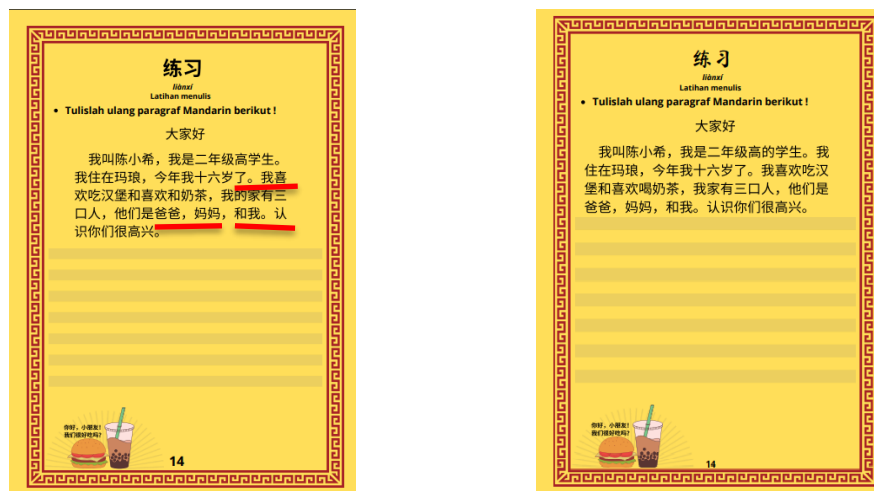 练习
liànxí
Latihan menulis
• Tulislah ulang paragraf Mandarin berikut !
大家好
我叫陈小希，我是二年级高学生。
我住在玛琅，今年我十六岁了。我喜
欢吃汉堡和喜欢和奶茶，我的家有三
口人，他们是爸爸，妈妈，和我。认
识你们很高兴。
你好，小朋友！
我们很好吃吗？
14
练习
liànxí
Latihan menulis
• Tulislah ulang paragraf Mandarin berikut !
大家好
我叫陈小希，我是二年级高的学生。我
住在玛琅，今年我十六岁了。我喜欢吃汉
堡和喜欢喝奶茶，我家有三口人，他们是
爸爸，妈妈，和我。认识你们很高兴。
你好，小朋友！
我们很好吃吗？
14